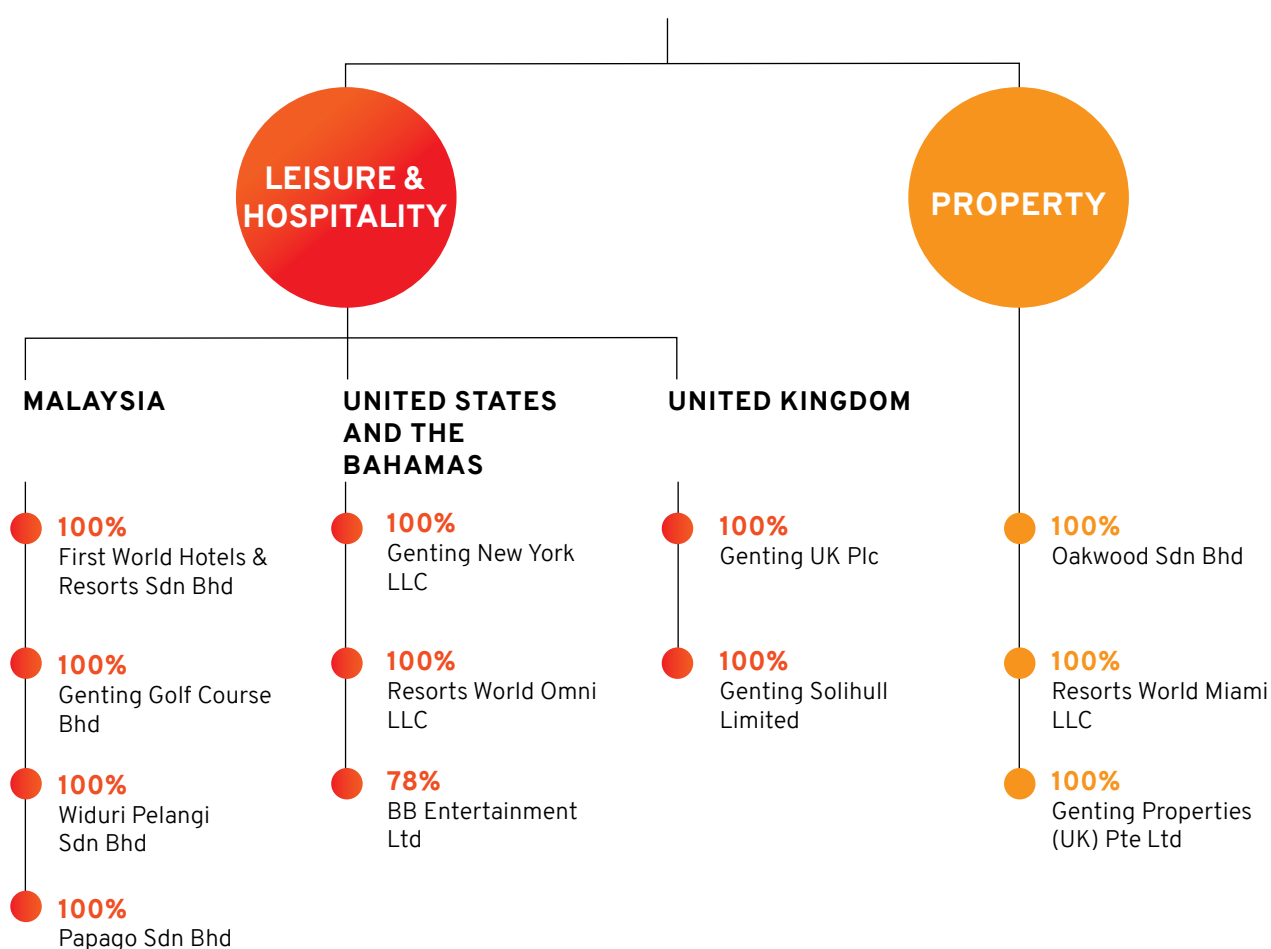 LEISURE &
HOSPITALITY
PROPERTY
MALAYSIA
100%
First World Hotels &
Resorts Sdn Bhd
100%
Genting Golf Course
Bhd
100%
Widuri Pelangi
Sdn Bhd
100%
Papago Sdn Bhd
UNITED STATES
AND THE
BAHAMAS
100%
Genting New York
LLC
100%
Resorts World Omni
LLC
78%
BB Entertainment
Ltd
UNITED KINGDOM
100%
Genting UK Plc
100%
Genting Solihull
Limited
100%
Oakwood Sdn Bhd
100%
Resorts World Miami
LLC
100%
Genting Properties
(UK) Pte Ltd